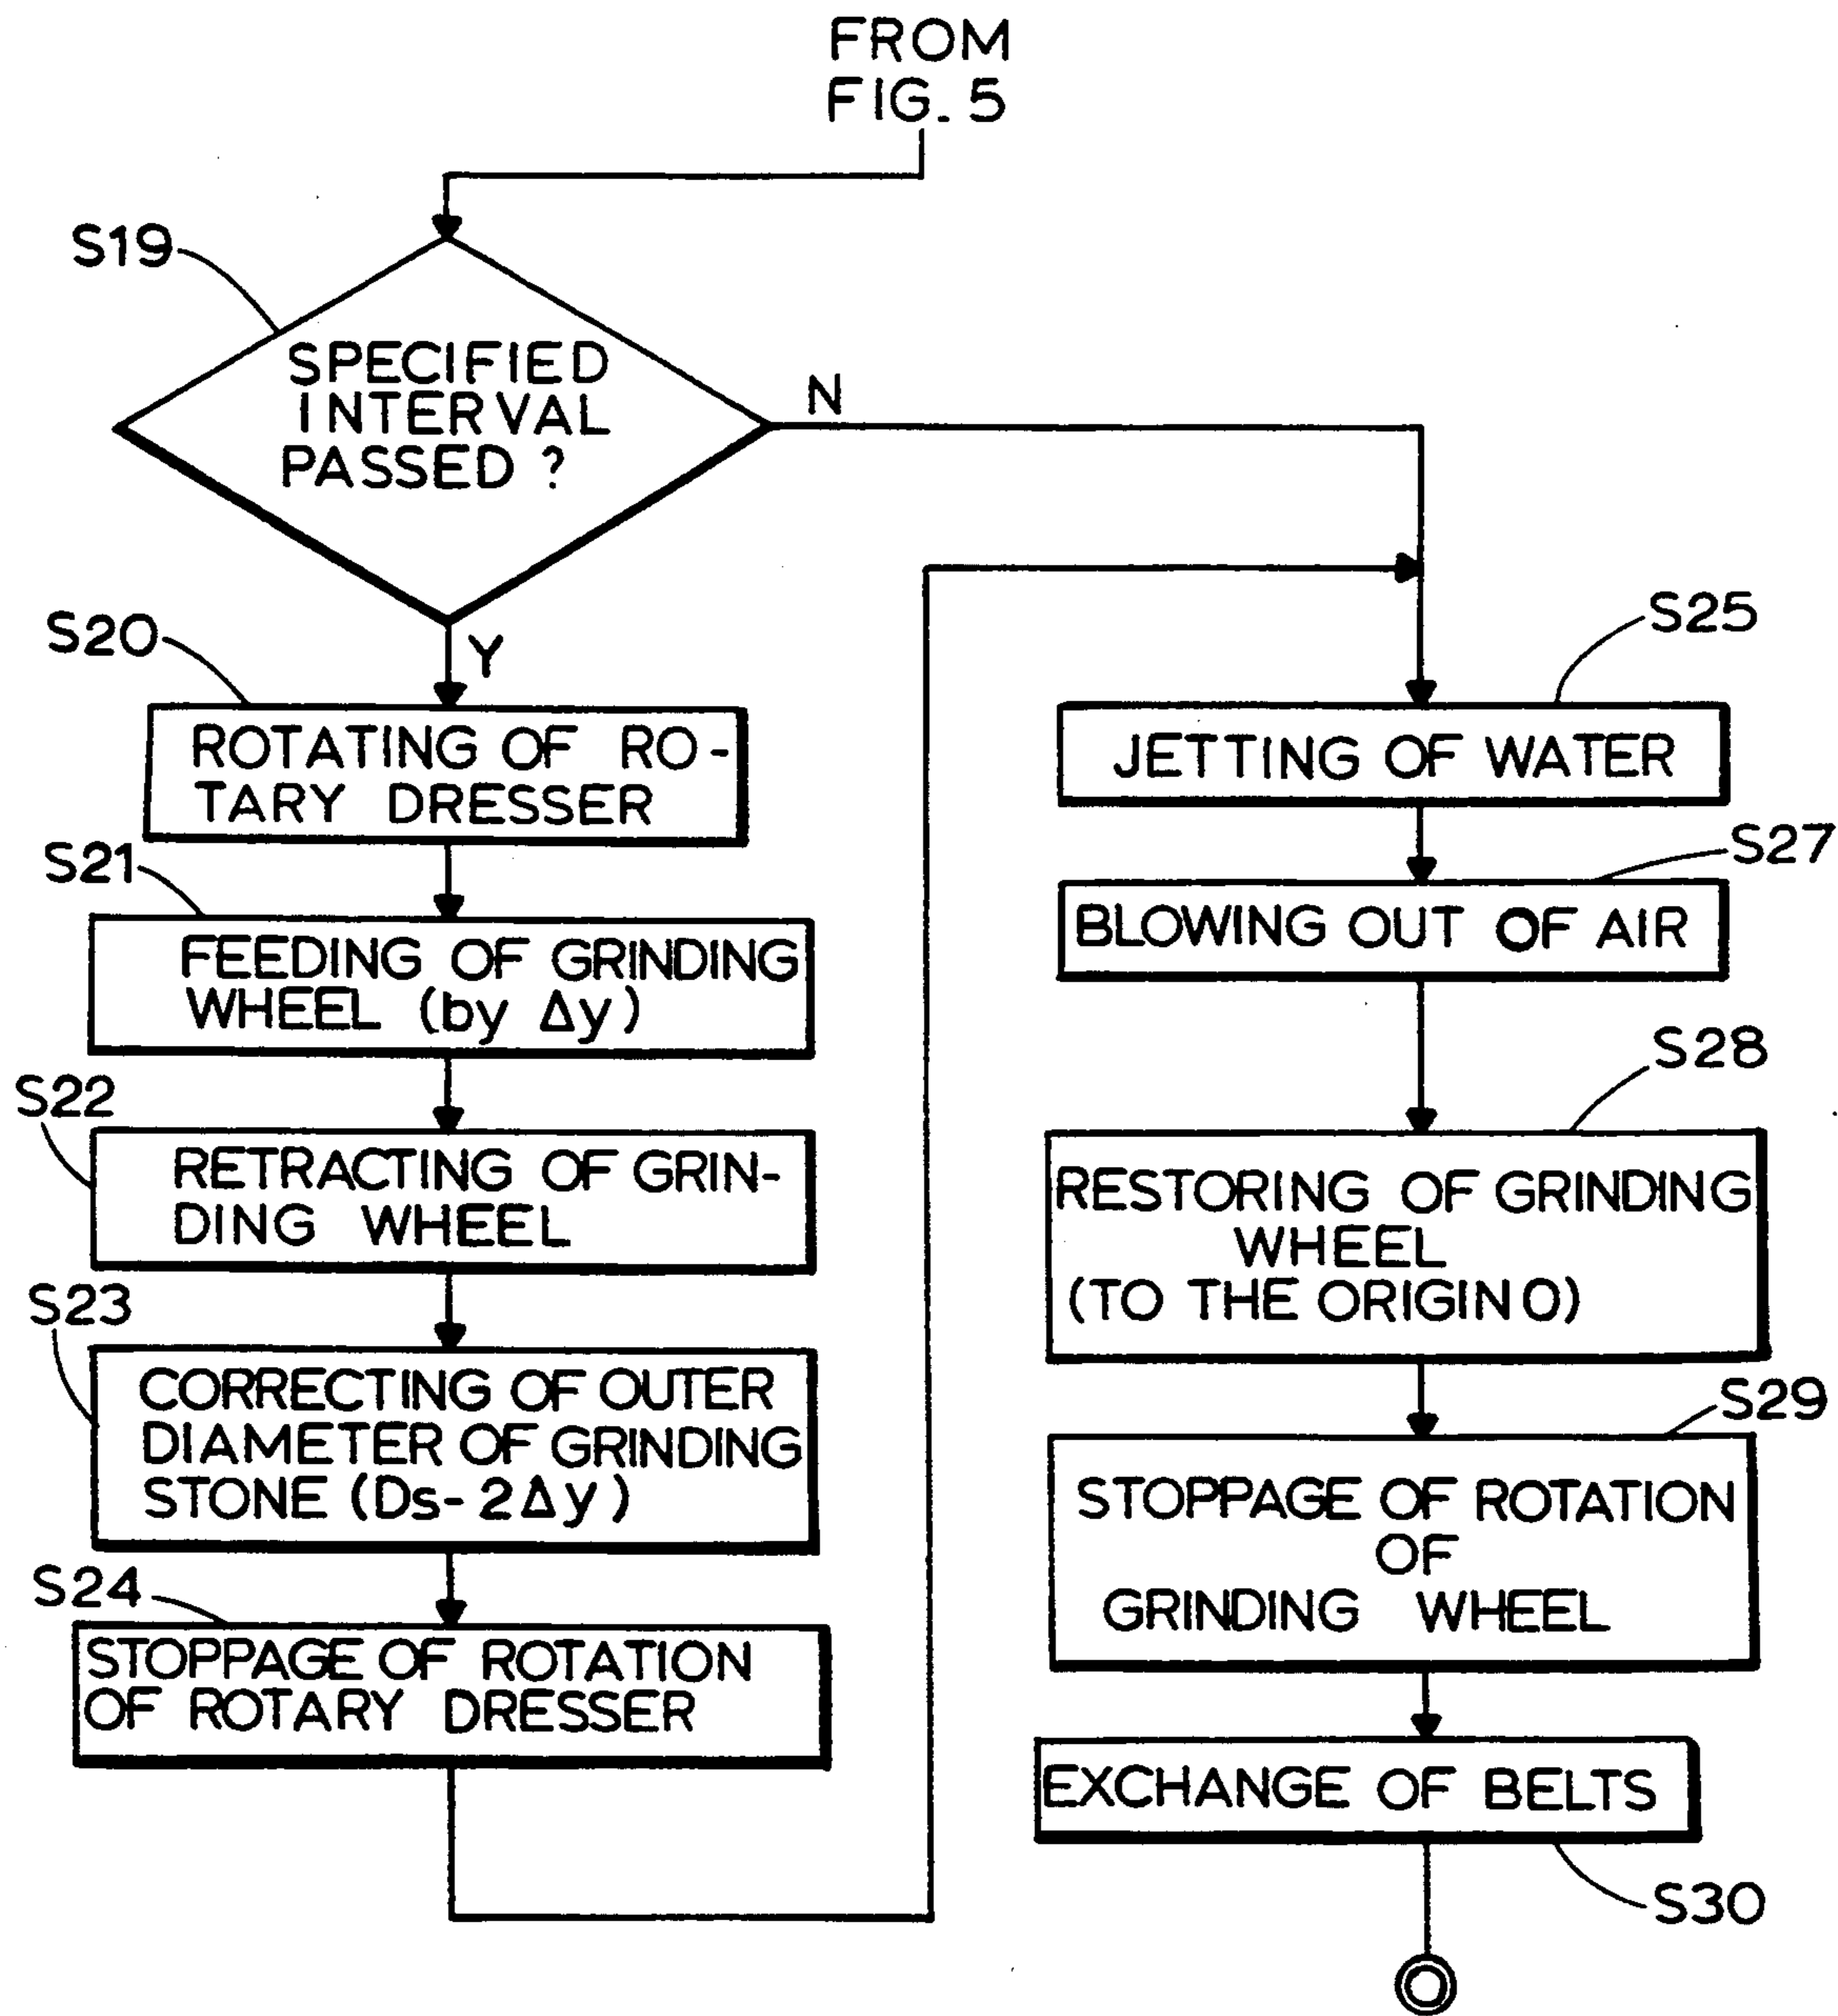 FROM
FIG. 5
S19
SPECIFIED
INTERVAL
PASSED ?
N
Y
S20
ROTATING OF RO-
TARY DRESSER
S21
FEEDING OF GRINDING
WHEEL (by Δy)
S22
RETRACTING OF GRIN-
DING WHEEL
S23
CORRECTING OF OUTER
DIAMETER OF GRINDING
STONE (Ds-2Δy)
S24
STOPPAGE OF ROTATION
OF ROTARY DRESSER
S25
JETTING OF WATER
S27
BLOWING OUT OF AIR
S28
RESTORING OF GRINDING
WHEEL
(TO THE ORIGIN O)
S29
STOPPAGE OF ROTATION
OF
GRINDING WHEEL
EXCHANGE OF BELTS
S30